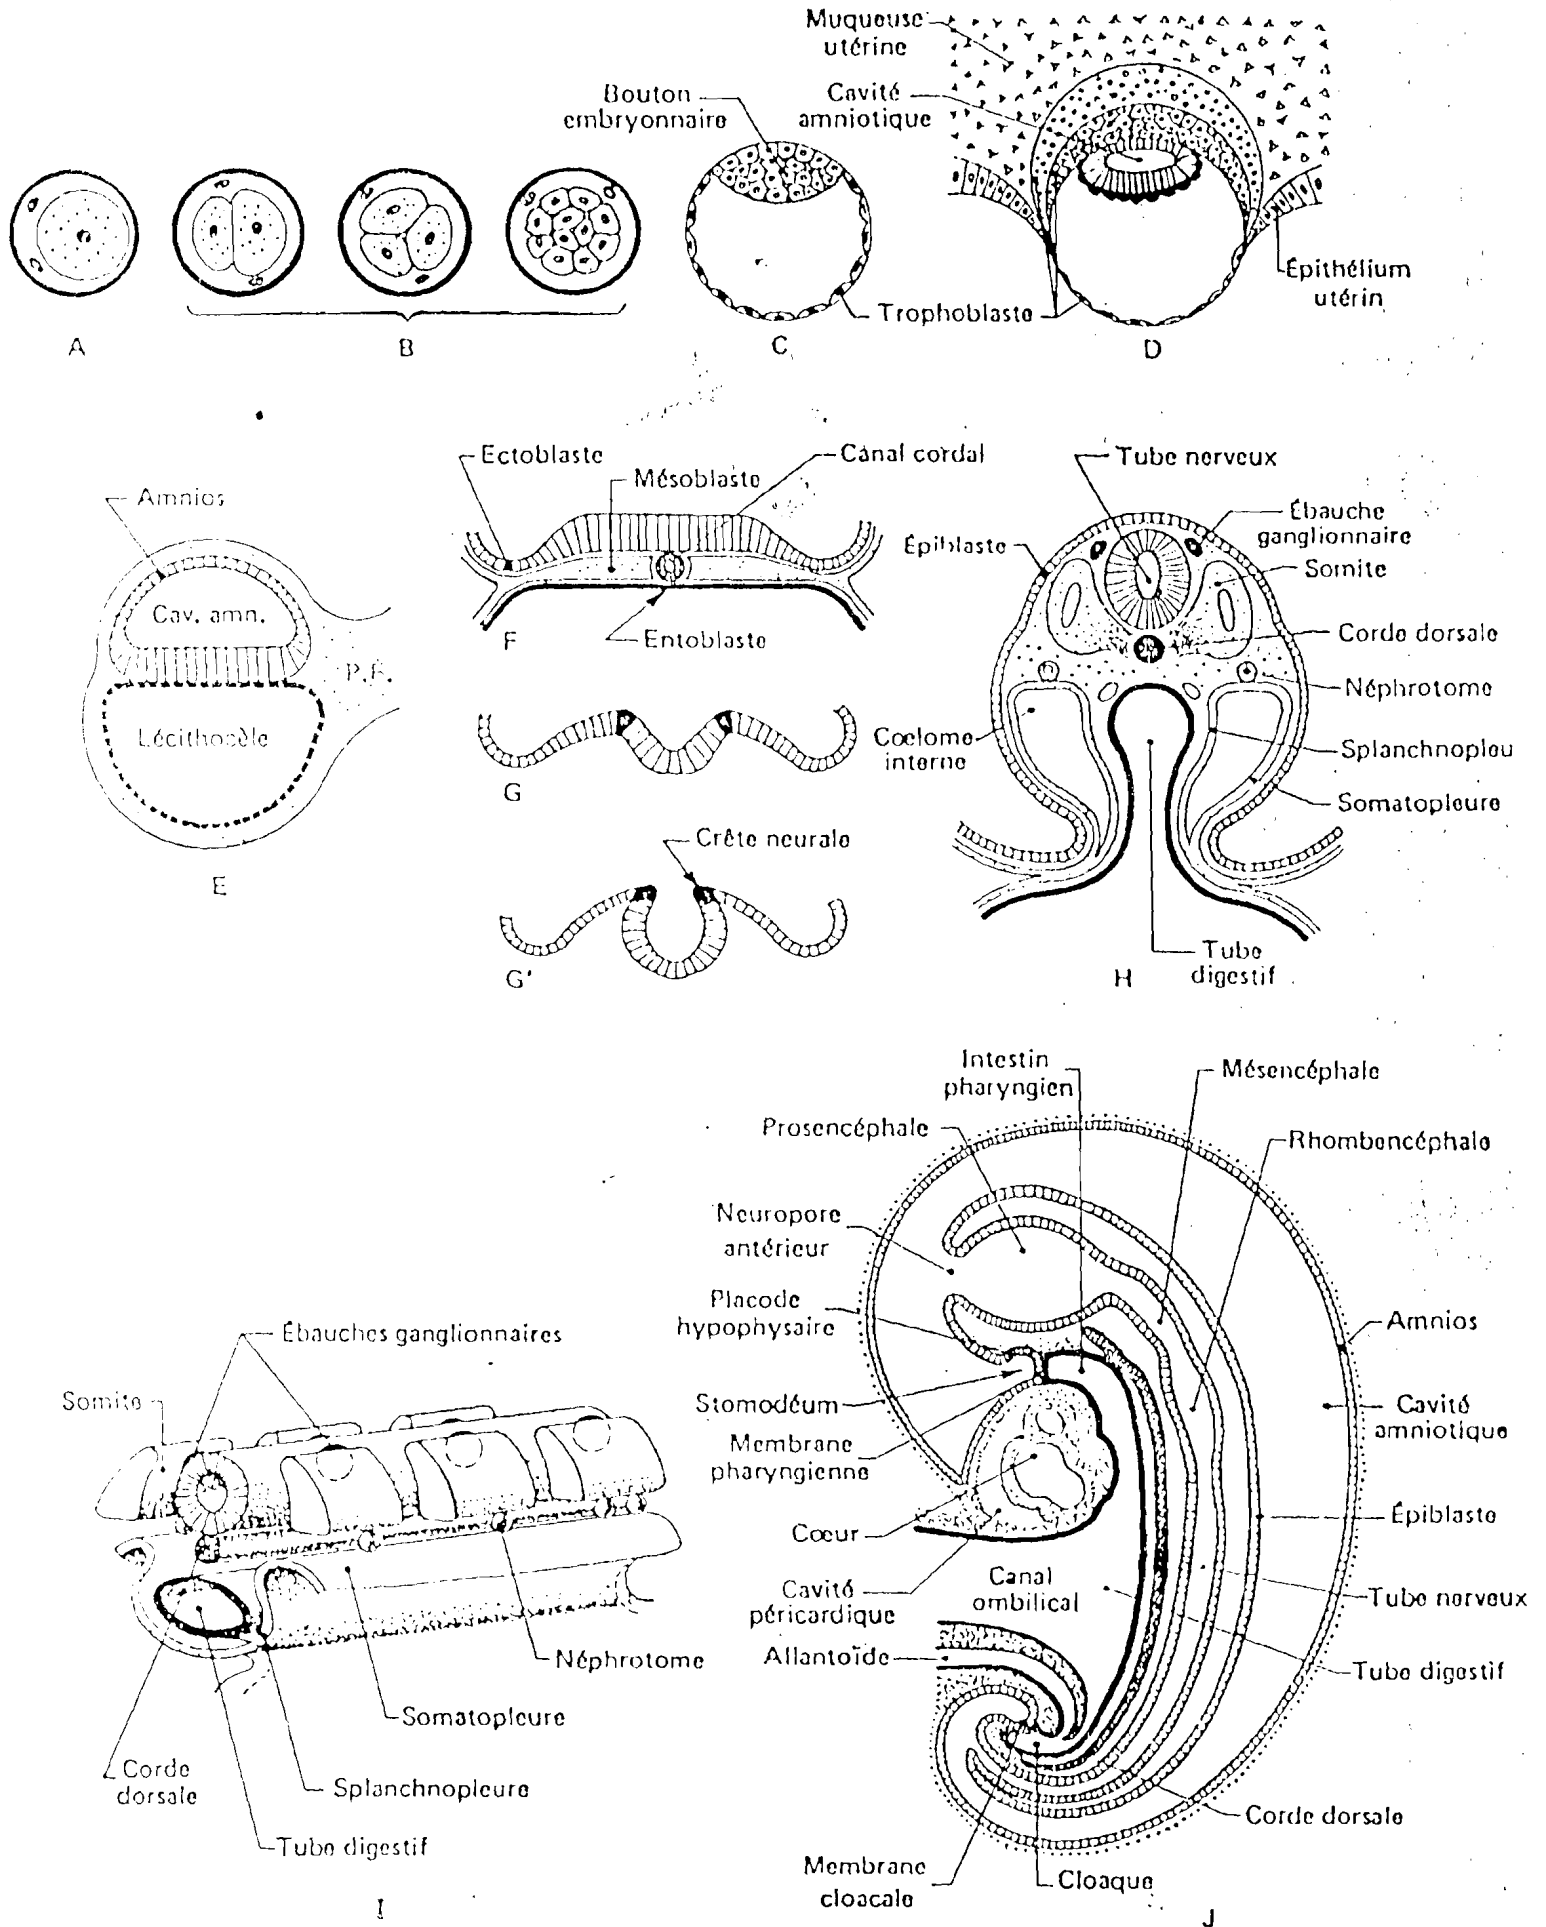 Muqueuse
utérine
Bouton
embryonnaire
Cavité
amniotique
Épithélium
utérin
Trophoblaste
A
B
C
D
Amnios
Cav. amn.
P.E.
Lécithocèle
E
Ectoblaste
Mésoblaste
Canal cordal
Entoblaste
F
G
Crête neurale
G'
Tube nerveux
Ébauche
ganglionnaire
Épiblaste
Somite
Corde dorsale
Néphrotome
Cœlome
interne
Splanchnopleu
Somatopleure
Tube
digestif
H
Ébauches ganglionnaires
Somite
Néphrotome
Somatopleure
Corde
dorsale
Splanchnopleure
Tube digestif
I
Intestin
pharyngien
Mésencéphale
Prosencéphale
Rhombencéphale
Neuropore
antérieur
Placode
hypophysaire
Amnios
Stomodéum
Cavité
amniotique
Membrane
pharyngienne
Cœur
Épiblaste
Cavité
péricardique
Canal
ombilical
Tube nerveux
Allantoïde
Tube digestif
Corde dorsale
Membrane
cloacale
Cloaque
J